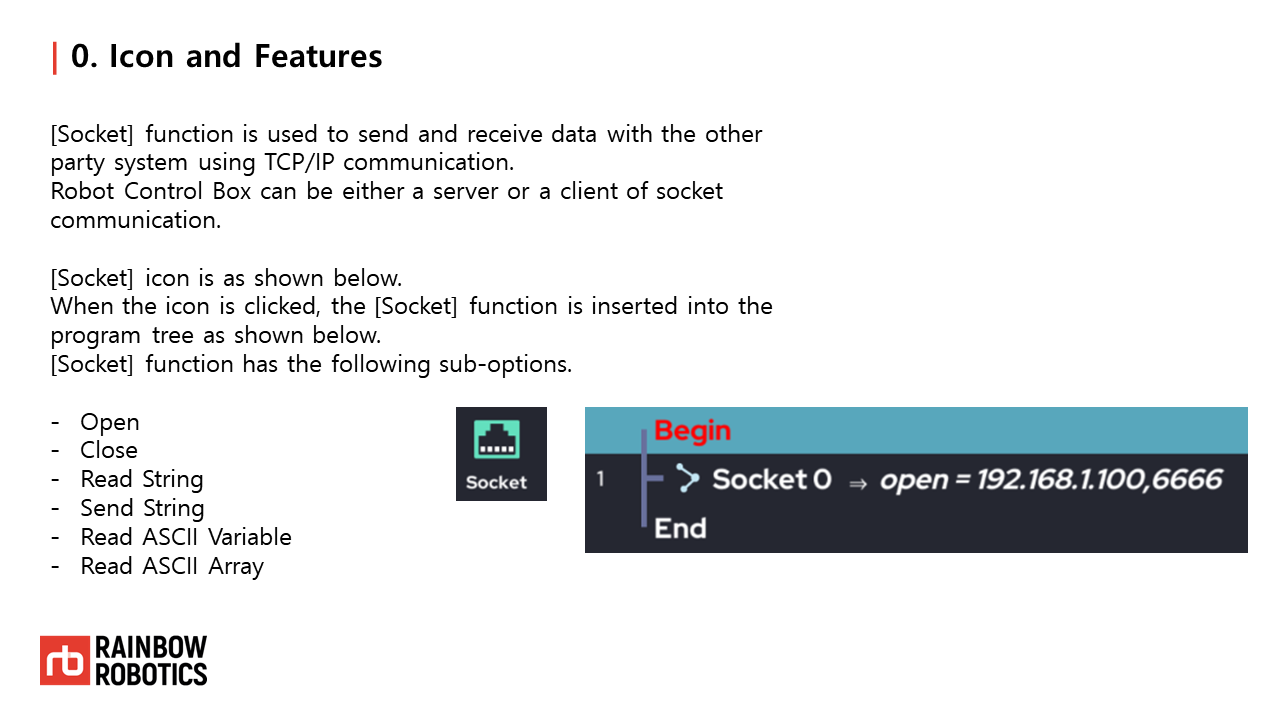 0. Icon and Features
[Socket] function is used to send and receive data with the other
party system using TCP/IP communication.
Robot Control Box can be either a server or a client of socket
communication.
[Socket] icon is as shown below.
When the icon is clicked, the [Socket] function is inserted into the
program tree as shown below.
[Socket] function has the following sub-options.
- Open
- Close
- Read String
- Send String
- Read ASCII Variable
- Read ASCII Array
Socket
Begin
1 Socket 0 ⇒ open = 192.168.1.100,6666
End
rb
RAINBOW
ROBOTICS